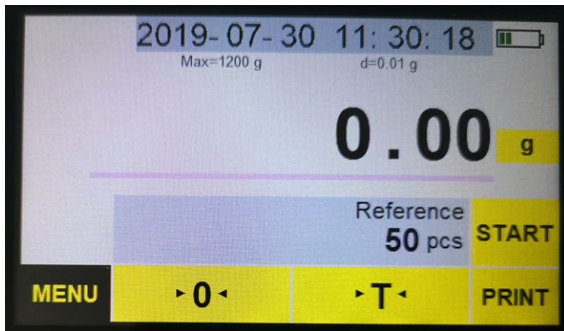 2019-07-30 11:30:18
Max=1200 g d=0.01 g
0.00 g
Reference
50 pcs START
MENU ▸0◂ ▸T◂ PRINT